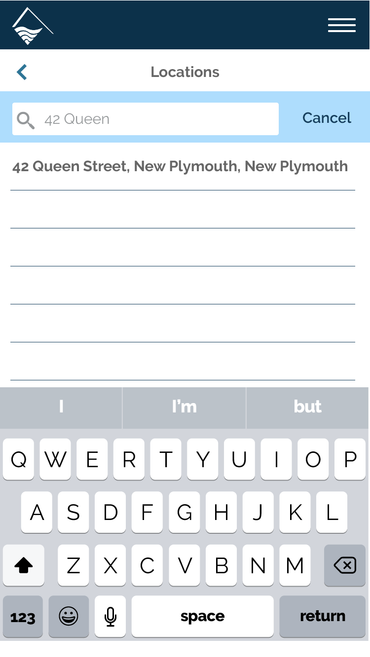 Locations
42 Queen
Cancel
42 Queen Street, New Plymouth, New Plymouth
I
I'm
but
Q W E R T Y U I O P
A S D F G H J K L
Z X C V B N M
123
space
return